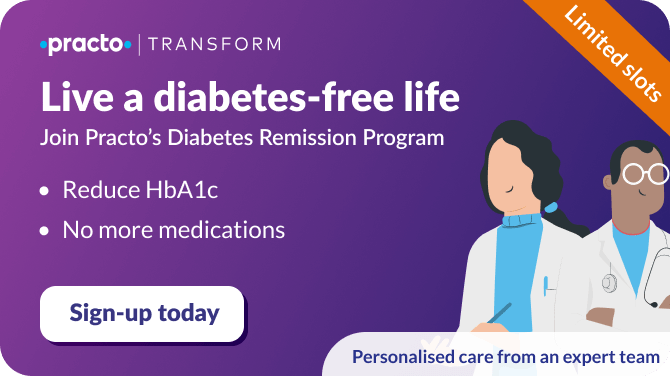 practo TRANSFORM
Limited slots
Live a diabetes-free life
Join Practo's Diabetes Remission Program
• Reduce HbA1c
• No more medications
Sign-up today
Personalised care from an expert team